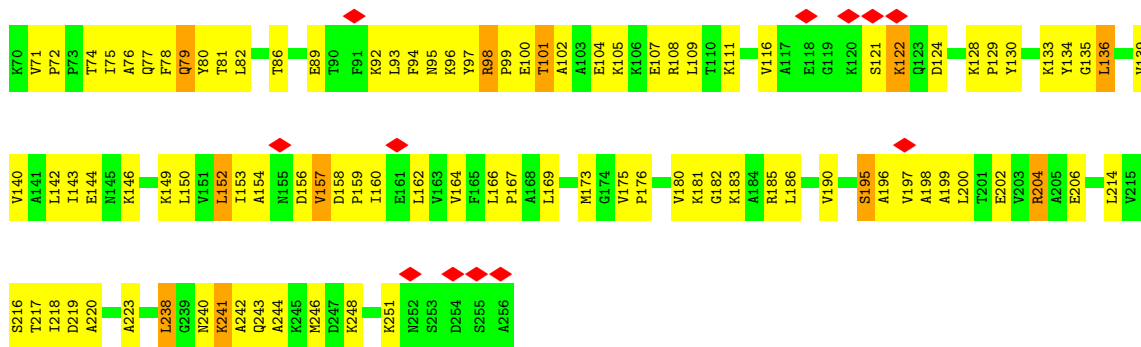 K70 V71 P72 P73 T74 I75 A76 Q77 F78 Q79 Y80 T81 L82 T86 E89 T90 F91 K92 L93 F94 N95 K96 Y97 R98 P99 E100 T101 A102 A103 E104 K105 K106 E107 R108 L109 T110 K111 V116 A117 E118 G119 K120 S121 K122 Q123 D124 K128 P129 Y130 K133 Y134 G135 L136
V140 A141 L142 I143 E144 N145 K146 K149 L150 V151 L152 I153 A154 N155 D156 V157 D158 P159 I160 E161 L162 V163 V164 F165 L166 P167 A168 L169 M173 G174 V175 P176 V180 K181 G182 K183 A184 R185 L186 V190 S195 A196 V197 A198 A199 L200 T201 E202 V203 R204 A205 E206 L214 V215
S216 T217 I218 D219 A220 A223 L238 G239 N240 K241 A242 Q243 A244 K245 M246 D247 K248 K251 N252 S253 D254 S255 A256